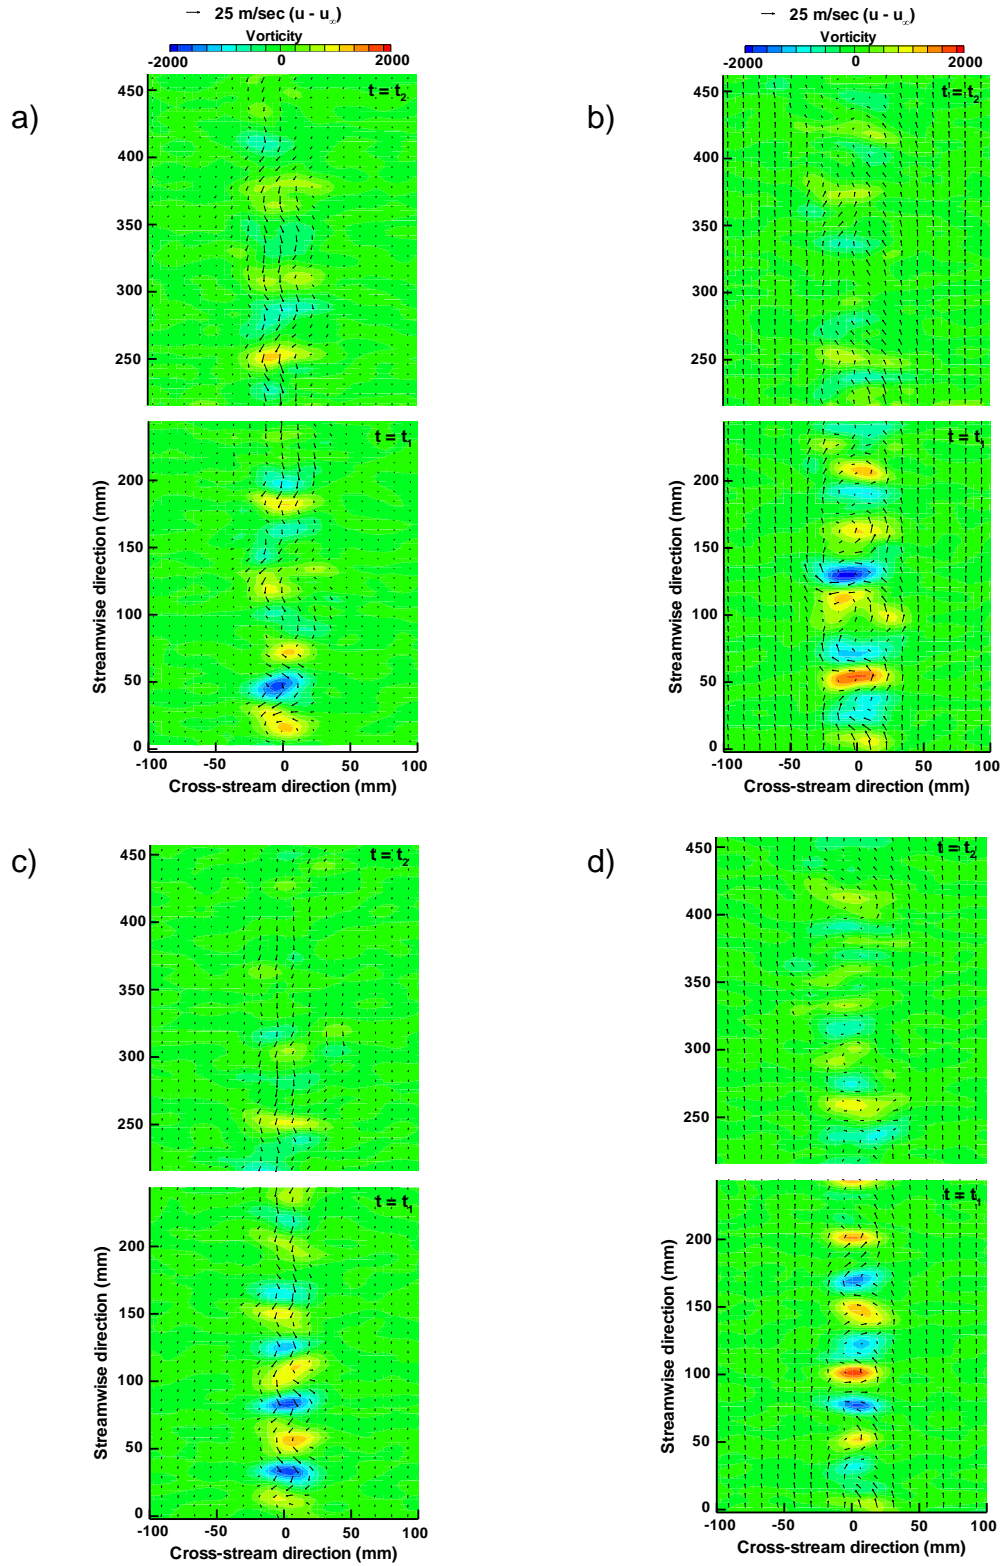 25 m/sec (u - u∞)
Vorticity
-2000 0 2000
a)
t = t2
450
400
350
300
250
t = t1
200
150
100
50
0
Streamwise direction (mm)
-100 -50 0 50 100
Cross-stream direction (mm)
25 m/sec (u - u∞)
Vorticity
-2000 0 2000
b)
t = t2
450
400
350
300
250
t = t1
200
150
100
50
0
Streamwise direction (mm)
-100 -50 0 50 100
Cross-stream direction (mm)
c)
t = t2
450
400
350
300
250
t = t1
200
150
100
50
0
Streamwise direction (mm)
-100 -50 0 50 100
Cross-stream direction (mm)
d)
t = t2
450
400
350
300
250
t = t1
200
150
100
50
0
Streamwise direction (mm)
-100 -50 0 50 100
Cross-stream direction (mm)